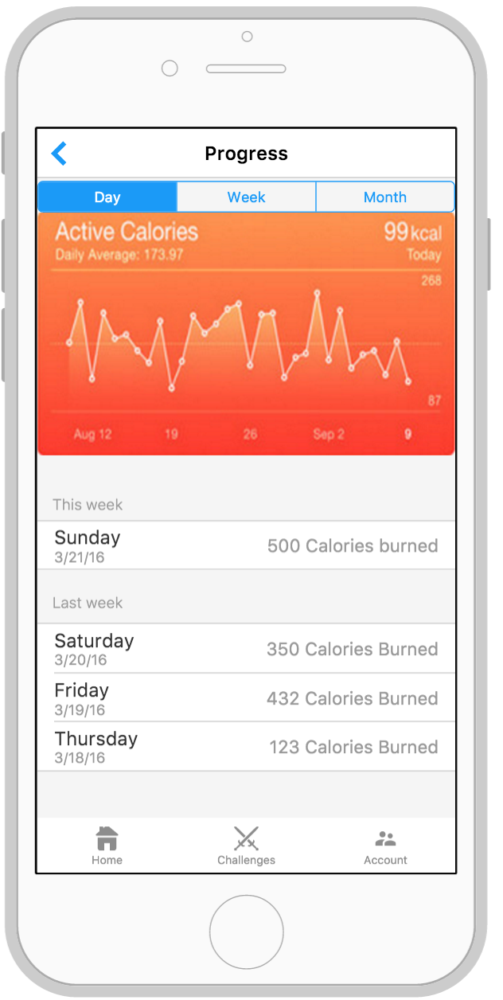 Progress
Day Week Month
Active Calories 99 kcal
Daily Average: 173.97 Today
268
87
Aug 12 19 26 Sep 2 9
This week
Sunday 500 Calories burned
3/21/16
Last week
Saturday 350 Calories Burned
3/20/16
Friday 432 Calories Burned
3/19/16
Thursday 123 Calories Burned
3/18/16
Home Challenges Account